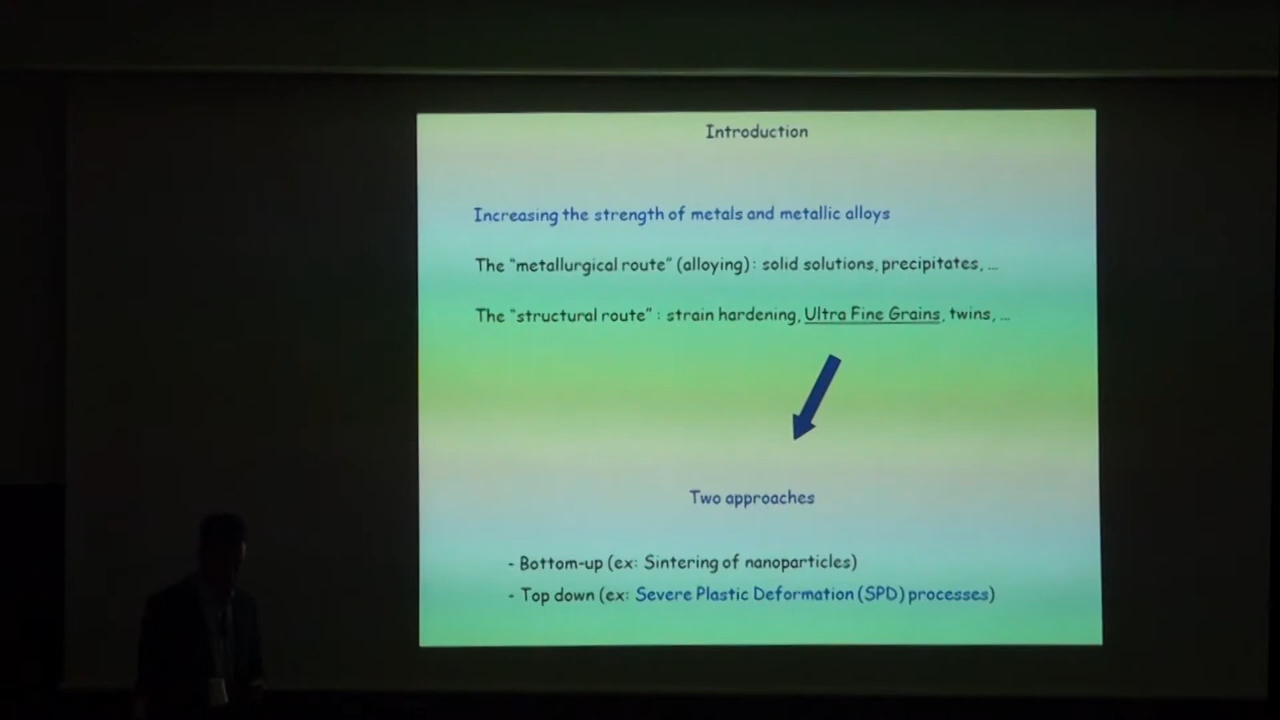 Introduction
Increasing the strength of metals and metallic alloys
The "metallurgical route" (alloying) : solid solutions, precipitates, ...
The "structural route" : strain hardening, Ultra Fine Grains, twins, ...
Two approaches
- Bottom-up (ex: Sintering of nanoparticles)
- Top down (ex: Severe Plastic Deformation (SPD) processes)